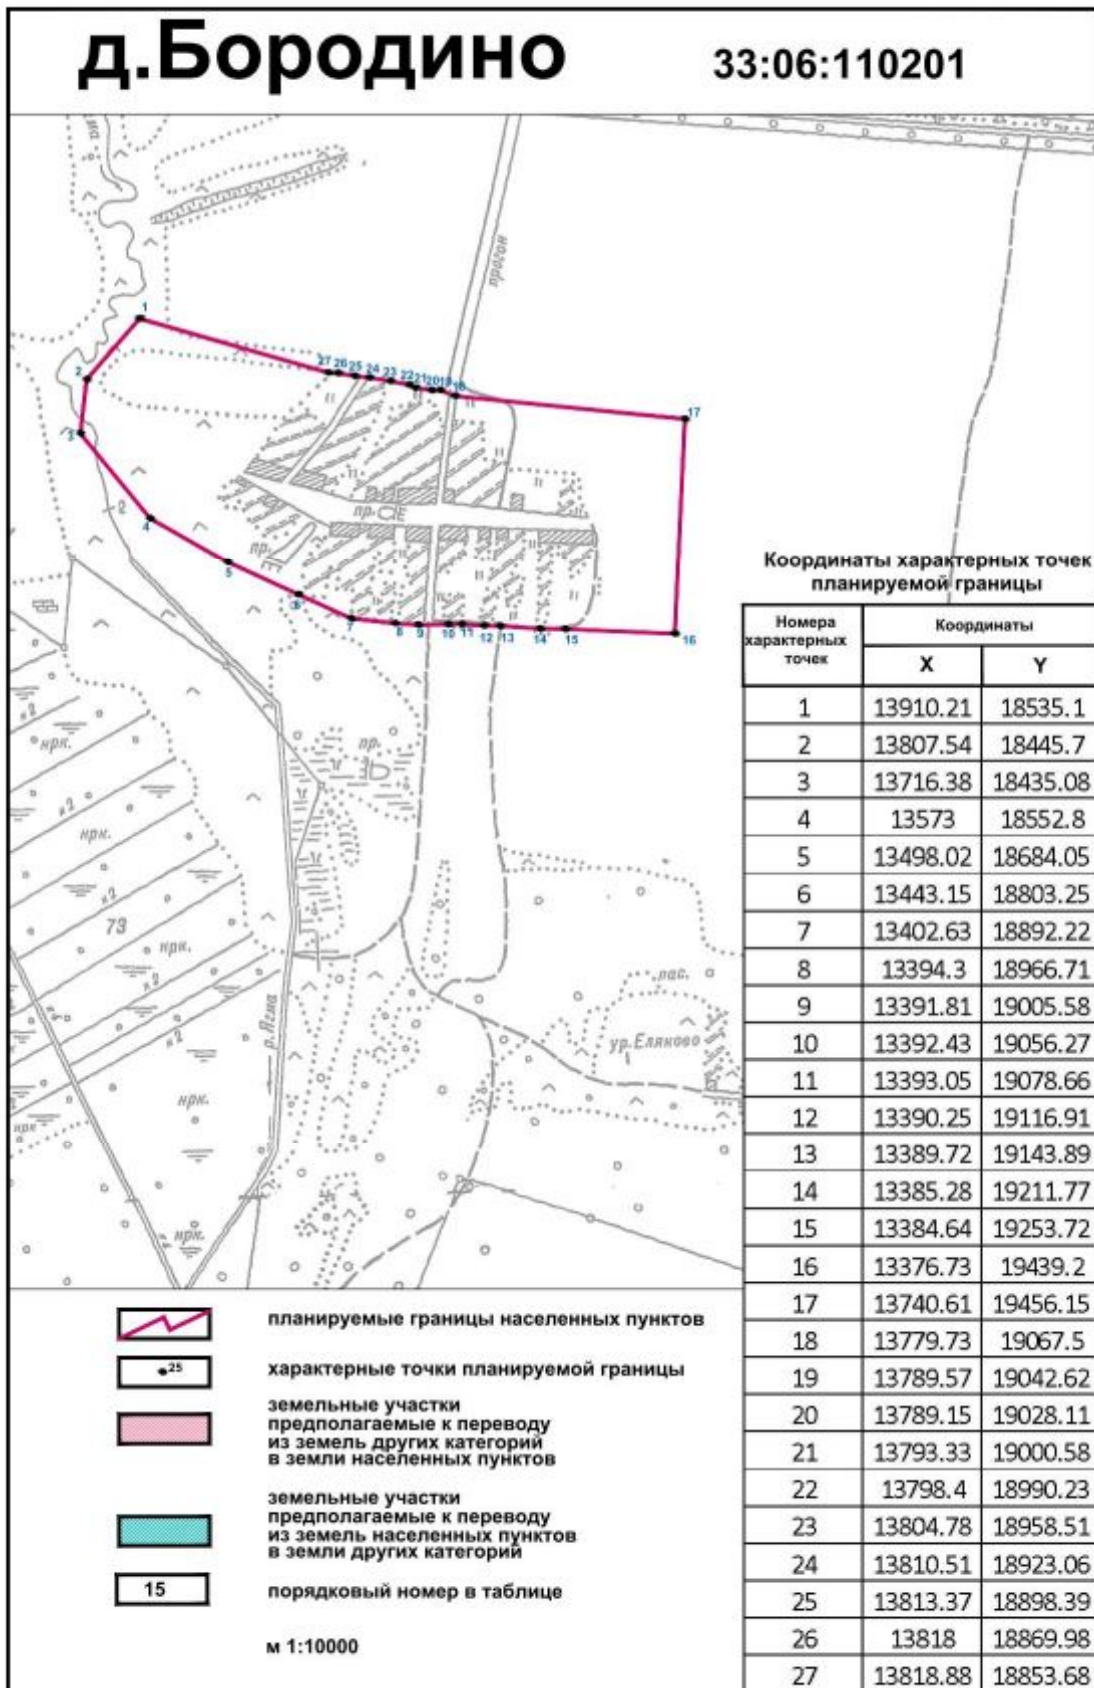 д.Бородино
33:06:110201
прогон
1
2
27 26 25 24 23 22 21 20 19 18
17
3
2
4
пр.
пр.
5
6
7 8 9 10 11 12 13 14 15 16
нрк.
пр.
нрк.
73
нрк.
р.Ягма
пас.
ур.Еляково
нрк.
нрк
нрк.
Координаты характерных точек
планируемой границы
Номера
характерных
точек
Координаты
X Y
1 13910.21 18535.1
2 13807.54 18445.7
3 13716.38 18435.08
4 13573 18552.8
5 13498.02 18684.05
6 13443.15 18803.25
7 13402.63 18892.22
8 13394.3 18966.71
9 13391.81 19005.58
10 13392.43 19056.27
11 13393.05 19078.66
12 13390.25 19116.91
13 13389.72 19143.89
14 13385.28 19211.77
15 13384.64 19253.72
16 13376.73 19439.2
17 13740.61 19456.15
18 13779.73 19067.5
19 13789.57 19042.62
20 13789.15 19028.11
21 13793.33 19000.58
22 13798.4 18990.23
23 13804.78 18958.51
24 13810.51 18923.06
25 13813.37 18898.39
26 13818 18869.98
27 13818.88 18853.68
планируемые границы населенных пунктов
25
характерные точки планируемой границы
земельные участки
предполагаемые к переводу
из земель других категорий
в земли населенных пунктов
земельные участки
предполагаемые к переводу
из земель населенных пунктов
в земли других категорий
15
порядковый номер в таблице
м 1:10000